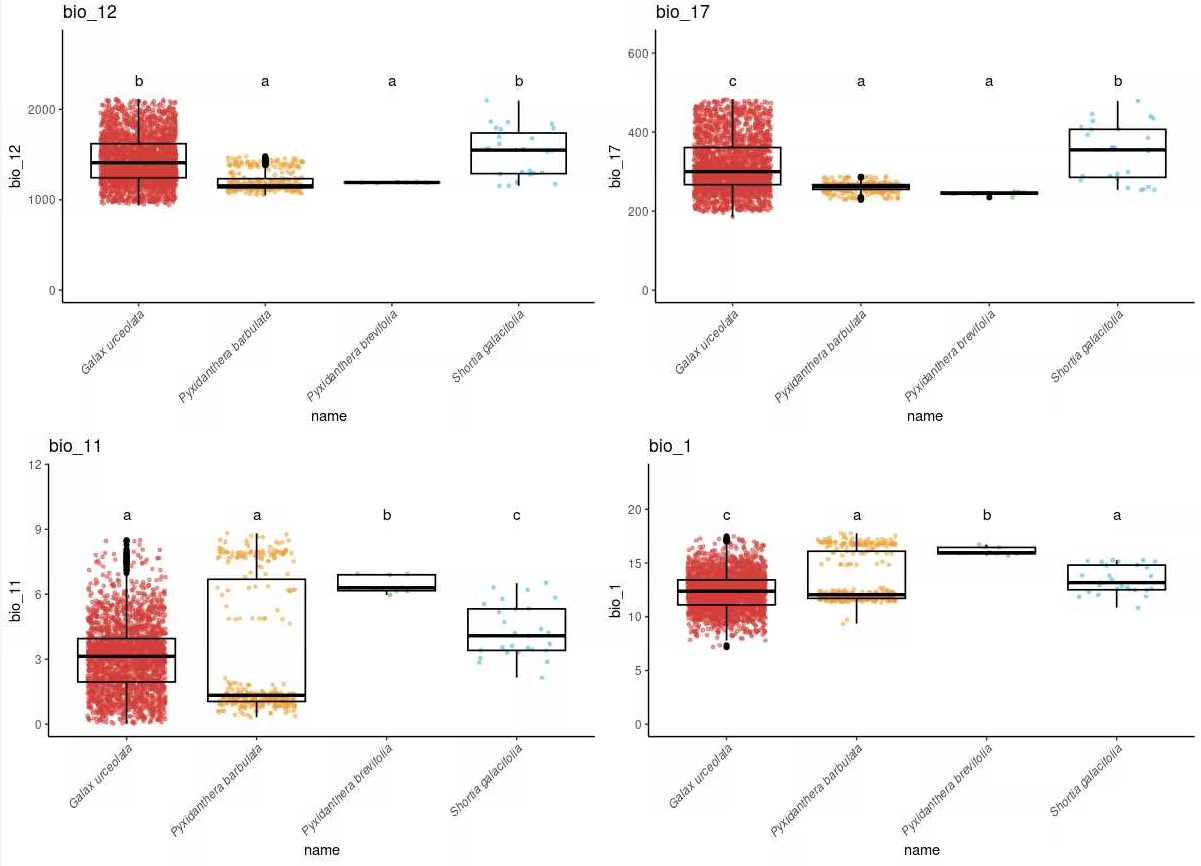 bio_12
bio_12
2000
1000
0
b
a
a
b
Galax urceolata
Pyxidanthera barbulata
Pyxidanthera brevifolia
Shortia galacifolia
name
bio_17
bio_17
600
400
200
0
c
a
a
b
Galax urceolata
Pyxidanthera barbulata
Pyxidanthera brevifolia
Shortia galacifolia
name
bio_11
bio_11
12
9
6
3
0
a
a
b
c
Galax urceolata
Pyxidanthera barbulata
Pyxidanthera brevifolia
Shortia galacifolia
name
bio_1
bio_1
20
15
10
5
0
c
a
b
a
Galax urceolata
Pyxidanthera barbulata
Pyxidanthera brevifolia
Shortia galacifolia
name